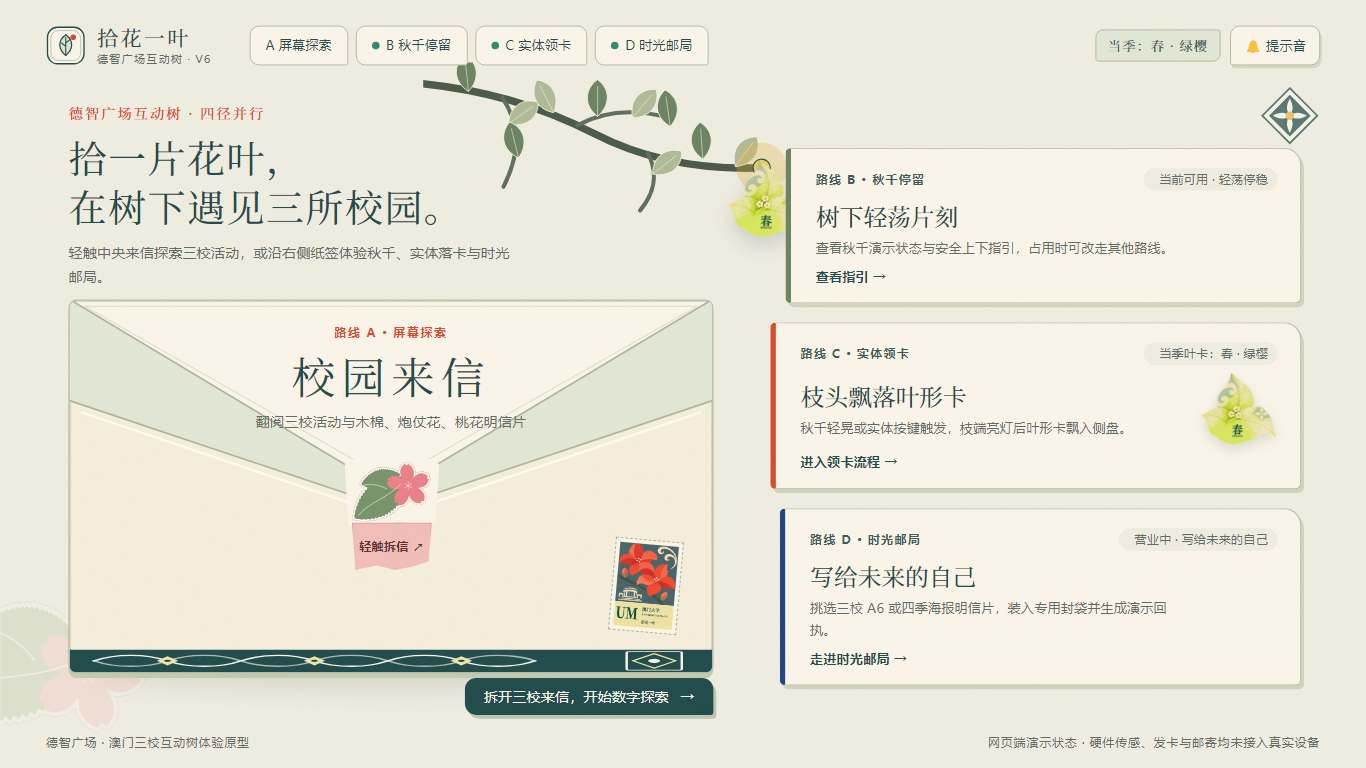 拾花一叶
德智广场互动树 · V6
A 屏幕探索
B 秋千停留
C 实体领卡
D 时光邮局
当季：春 · 绿樱
提示音
德智广场互动树 · 四径并行
拾一片花叶，
在树下遇见三所校园。
轻触中央来信探索三校活动，或沿右侧纸签体验秋千、实体落卡与时光
邮局。
路线 A · 屏幕探索
校园来信
翻阅三校活动与木棉、炮仗花、桃花明信片
轻触拆信 ↗
UM
拆开三校来信，开始数字探索 →
春
路线 B · 秋千停留
当前可用 · 轻荡停稳
树下轻荡片刻
查看秋千演示状态与安全上下指引，占用时可改走其他路线。
查看指引 →
路线 C · 实体领卡
当季叶卡：春 · 绿樱
枝头飘落叶形卡
秋千轻晃或实体按键触发，枝端亮灯后叶形卡飘入侧盘。
进入领卡流程 →
春
路线 D · 时光邮局
营业中 · 写给未来的自己
写给未来的自己
挑选三校 A6 或四季海报明信片，装入专用封袋并生成演示回
执。
走进时光邮局 →
德智广场 · 澳门三校互动树体验原型
网页端演示状态 · 硬件传感、发卡与邮寄均未接入真实设备